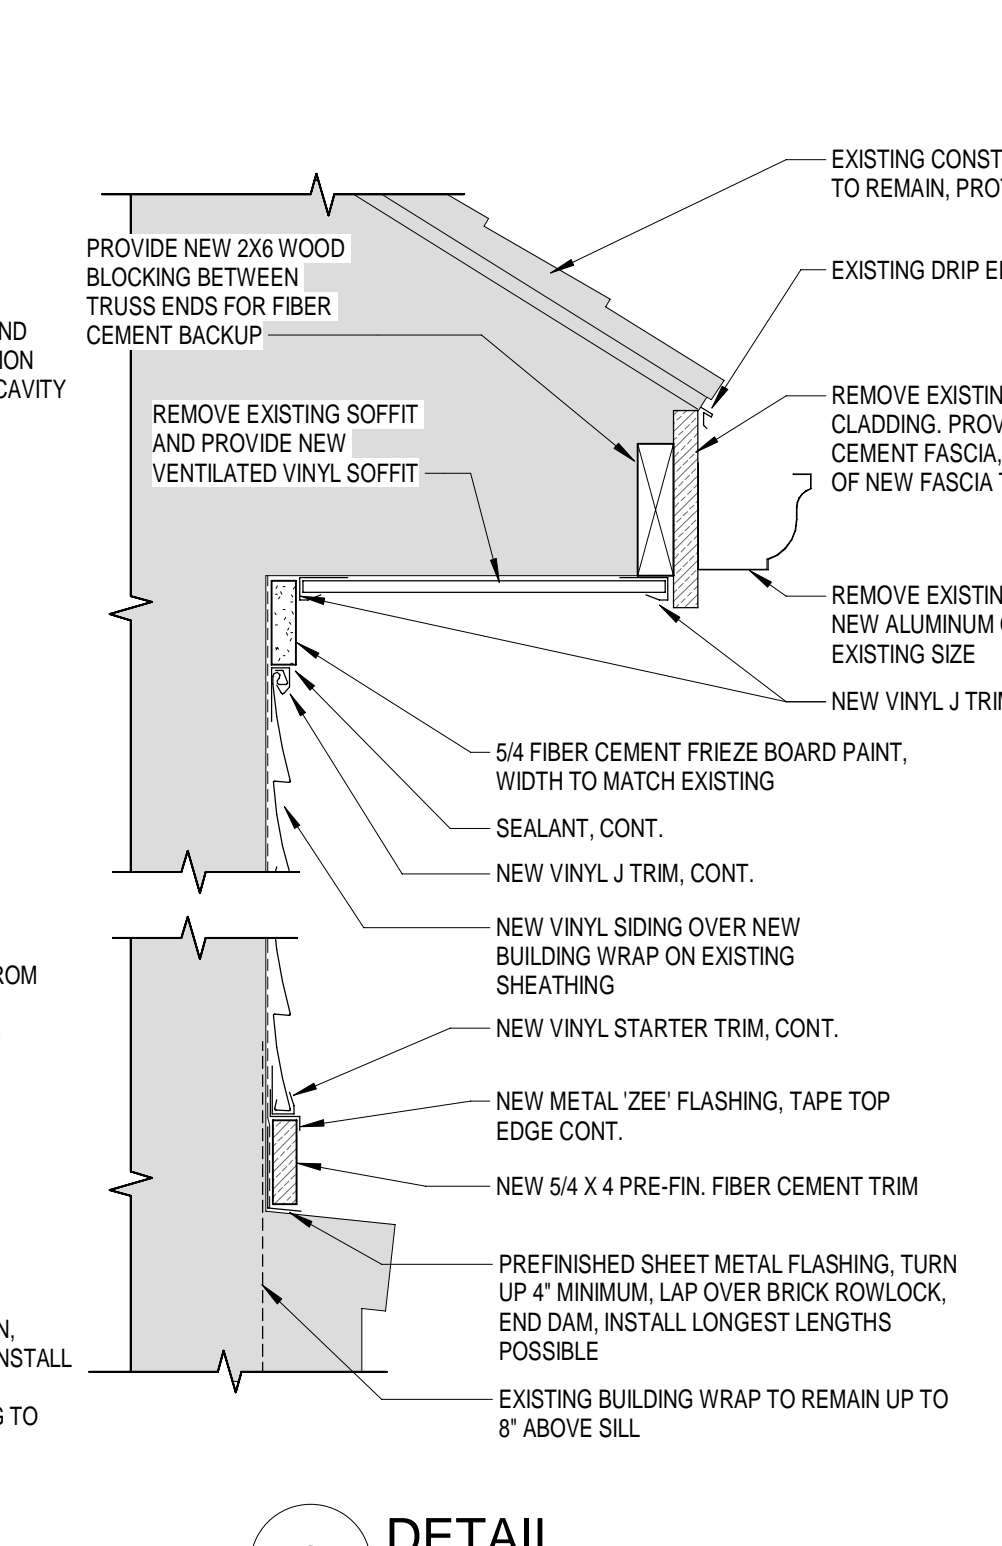 EXISTING CONST
TO REMAIN, PROT
PROVIDE NEW 2X6 WOOD
BLOCKING BETWEEN
TRUSS ENDS FOR FIBER
CEMENT BACKUP
EXISTING DRIP E
ND
ION
CAVITY
REMOVE EXISTING SOFFIT
AND PROVIDE NEW
VENTILATED VINYL SOFFIT
REMOVE EXISTIN
CLADDING. PROV
CEMENT FASCIA,
OF NEW FASCIA
REMOVE EXISTIN
NEW ALUMINUM
EXISTING SIZE
NEW VINYL J TRIM
5/4 FIBER CEMENT FRIEZE BOARD PAINT,
WIDTH TO MATCH EXISTING
SEALANT, CONT.
NEW VINYL J TRIM, CONT.
NEW VINYL SIDING OVER NEW
BUILDING WRAP ON EXISTING
SHEATHING
ROM
NEW VINYL STARTER TRIM, CONT.
NEW METAL 'ZEE' FLASHING, TAPE TOP
EDGE CONT.
NEW 5/4 X 4 PRE-FIN. FIBER CEMENT TRIM
PREFINISHED SHEET METAL FLASHING, TURN
UP 4" MINIMUM, LAP OVER BRICK ROWLOCK,
END DAM, INSTALL LONGEST LENGTHS
POSSIBLE
N,
NSTALL
G TO
EXISTING BUILDING WRAP TO REMAIN UP TO
8" ABOVE SILL
DETAIL